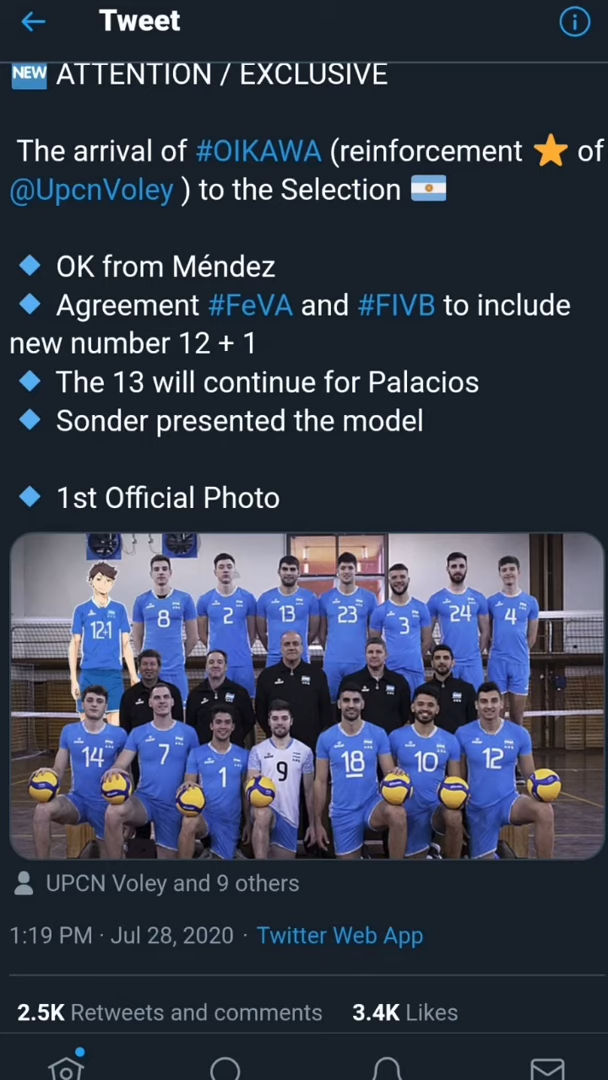 Tweet
NEW ATTENTION / EXCLUSIVE
The arrival of #OIKAWA (reinforcement ⭐ of
@UpcnVoley ) to the Selection 🇦🇷
🔹 OK from Méndez
🔹 Agreement #FeVA and #FIVB to include
new number 12 + 1
🔹 The 13 will continue for Palacios
🔹 Sonder presented the model
🔹 1st Official Photo
12+1
8
2
13
23
3
24
4
14
7
1
9
18
10
12
UPCN Voley and 9 others
1:19 PM · Jul 28, 2020 · Twitter Web App
2.5K Retweets and comments 3.4K Likes